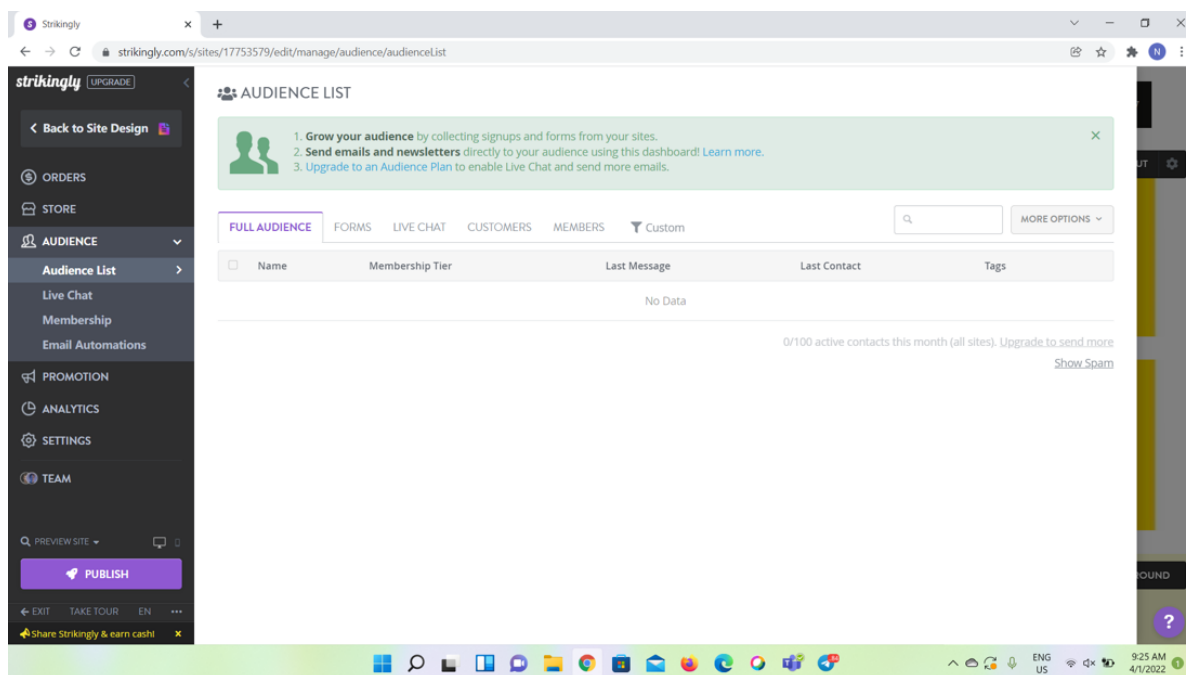 Strikingly
strikingly.com/s/sites/17753579/edit/manage/audience/audienceList
N
strikingly UPGRADE
Back to Site Design
ORDERS
STORE
AUDIENCE
Audience List
Live Chat
Membership
Email Automations
PROMOTION
ANALYTICS
SETTINGS
TEAM
PREVIEW SITE
PUBLISH
EXIT TAKE TOUR EN
Share Strikingly & earn cash! x
AUDIENCE LIST
1. Grow your audience by collecting signups and forms from your sites.
2. Send emails and newsletters directly to your audience using this dashboard! Learn more.
3. Upgrade to an Audience Plan to enable Live Chat and send more emails.
FULL AUDIENCE FORMS LIVE CHAT CUSTOMERS MEMBERS Custom
MORE OPTIONS
Name Membership Tier Last Message Last Contact Tags
No Data
0/100 active contacts this month (all sites). Upgrade to send more
Show Spam
UT
OUND
?
ENG
US
9:25 AM
4/1/2022
1